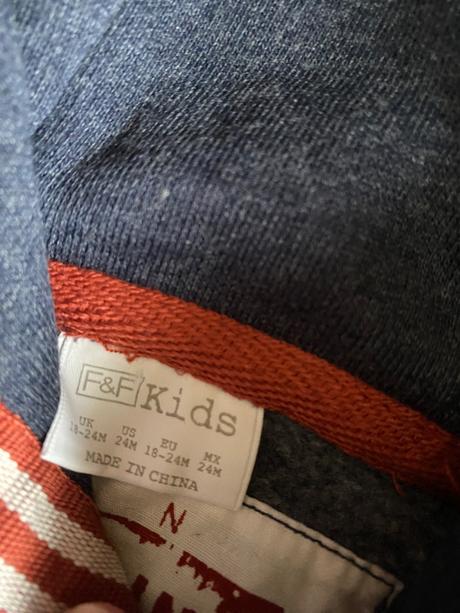 F&F Kids
UK US EU MX
18-24M 24M 18-24M 24M
MADE IN CHINA
N